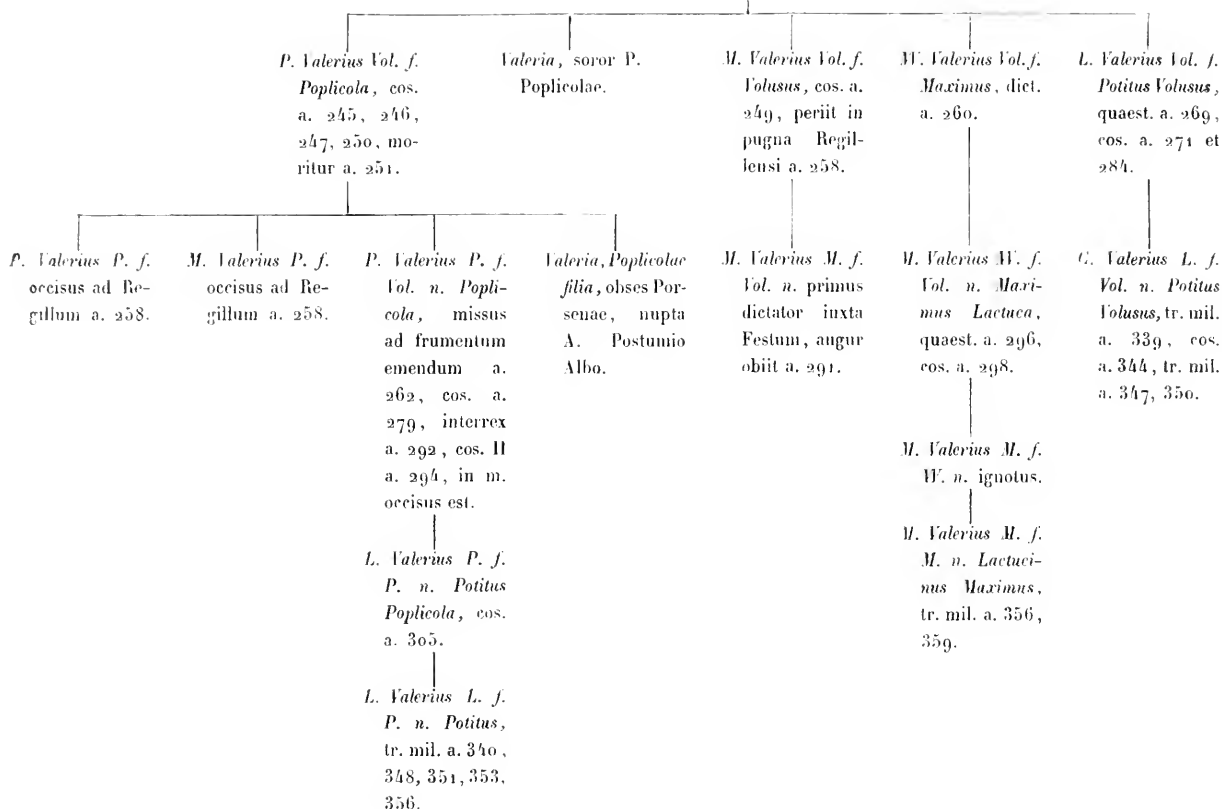 P. Valerius Vol. f.
Poplicola, cos.
a. 245, 246,
247, 250, mo-
ritur a. 251.
Valeria, soror P.
Poplicolae.
M. Valerius Vol. f.
Volusus, cos. a.
249, periit in
pugna Regil-
lensi a. 258.
M'. Valerius Vol. f.
Maximus, dict.
a. 260.
L. Valerius Vol. f.
Potitus Volusus,
quaest. a. 269,
cos. a. 271 et
284.
P. Valerius P. f.
occisus ad Re-
gillum a. 258.
M. Valerius P. f.
occisus ad Re-
gillum a. 258.
P. Valerius P. f.
Vol. n. Popli-
cola, missus
ad frumentum
emendum a.
262, cos. a.
279, interrex
a. 292, cos. II
a. 294, in m.
occisus est.
Valeria, Poplicolae
filia, obses Por-
senae, nupta
A. Postumio
Albo.
M. Valerius M. f.
Vol. n. primus
dictator iuxta
Festum, augur
obiit a. 291.
M. Valerius M'. f.
Vol. n. Maxi-
mus Lactuca,
quaest. a. 296,
cos. a. 298.
C. Valerius L. f.
Vol. n. Potitus
Volusus, tr. mil.
a. 339, cos.
a. 344, tr. mil.
a. 347, 350.
L. Valerius P. f.
P. n. Potitus
Poplicola, cos.
a. 305.
M. Valerius M. f.
M'. n. ignotus.
M. Valerius M. f.
M. n. Lactuci-
nus Maximus,
tr. mil. a. 356,
359.
L. Valerius L. f.
P. n. Potitus,
tr. mil. a. 340,
348, 351, 353,
356.